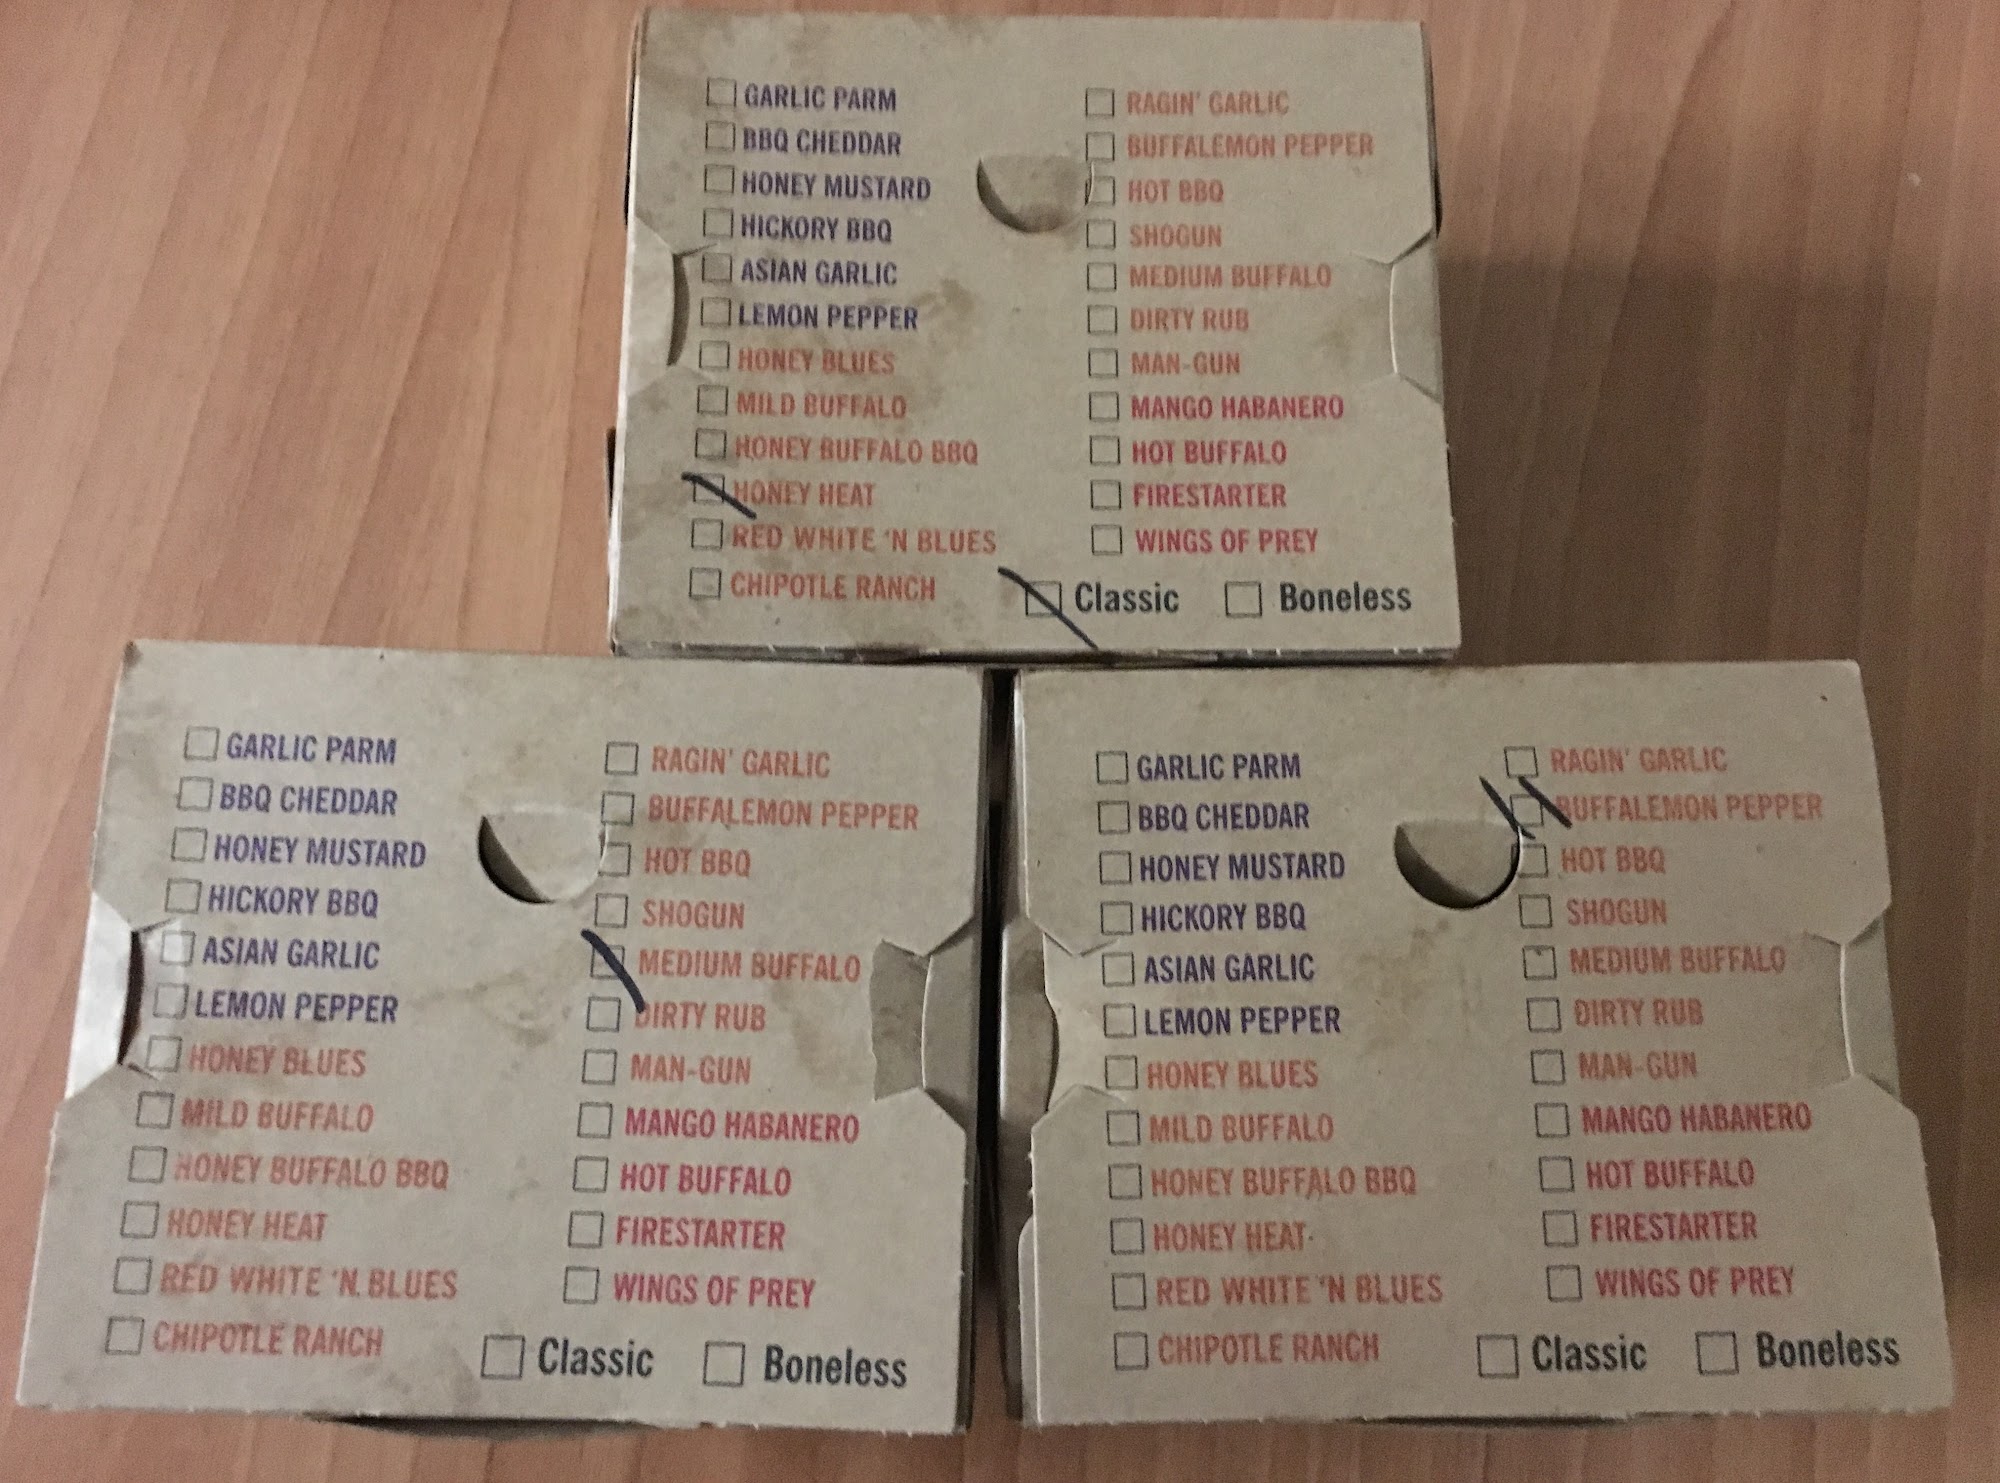 GARLIC PARM
BBQ CHEDDAR
HONEY MUSTARD
HICKORY BBQ
ASIAN GARLIC
LEMON PEPPER
HONEY BLUES
MILD BUFFALO
HONEY BUFFALO BBQ
HONEY HEAT
RED WHITE 'N BLUES
CHIPOTLE RANCH
RAGIN' GARLIC
BUFFALEMON PEPPER
HOT BBQ
SHOGUN
MEDIUM BUFFALO
DIRTY RUB
MAN-GUN
MANGO HABANERO
HOT BUFFALO
FIRESTARTER
WINGS OF PREY
Classic Boneless
GARLIC PARM
BBQ CHEDDAR
HONEY MUSTARD
HICKORY BBQ
ASIAN GARLIC
LEMON PEPPER
HONEY BLUES
MILD BUFFALO
HONEY BUFFALO BBQ
HONEY HEAT
RED WHITE 'N BLUES
CHIPOTLE RANCH
RAGIN' GARLIC
BUFFALEMON PEPPER
HOT BBQ
SHOGUN
MEDIUM BUFFALO
DIRTY RUB
MAN-GUN
MANGO HABANERO
HOT BUFFALO
FIRESTARTER
WINGS OF PREY
Classic Boneless
GARLIC PARM
BBQ CHEDDAR
HONEY MUSTARD
HICKORY BBQ
ASIAN GARLIC
LEMON PEPPER
HONEY BLUES
MILD BUFFALO
HONEY BUFFALO BBQ
HONEY HEAT
RED WHITE 'N BLUES
CHIPOTLE RANCH
RAGIN' GARLIC
BUFFALEMON PEPPER
HOT BBQ
SHOGUN
MEDIUM BUFFALO
DIRTY RUB
MAN-GUN
MANGO HABANERO
HOT BUFFALO
FIRESTARTER
WINGS OF PREY
Classic Boneless